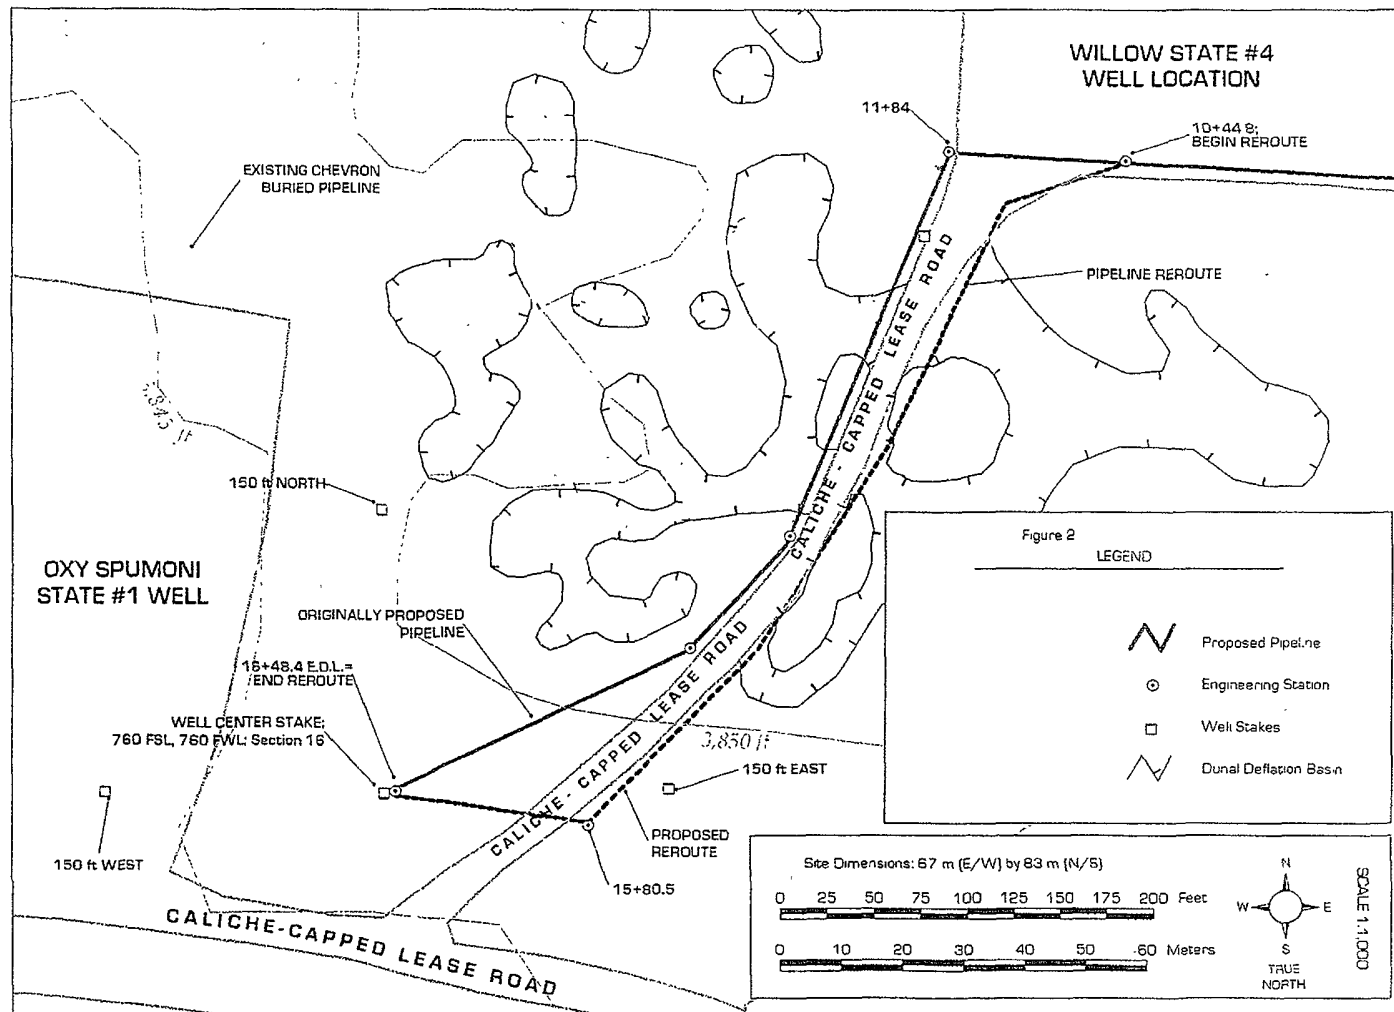 WILLOW STATE #4
WELL LOCATION
11+84
10+44 8;
BEGIN REROUTE
EXISTING CHEVRON
BURIED PIPELINE
PIPELINE REROUTE
CALICHE - CAPPED LEASE ROAD
150 ft NORTH
OXY SPUMONI
STATE #1 WELL
ORIGINALLY PROPOSED
PIPELINE
16+48.4 E.O.L.=
END REROUTE
WELL CENTER STAKE;
760 FSL, 760 FWL; Section 16
CALICHE - CAPPED LEASE ROAD
3,850 ft
150 ft EAST
PROPOSED
REROUTE
150 ft WEST
15+80.5
CALICHE-CAPPED LEASE ROAD
Figure 2
LEGEND
Proposed Pipeline
Engineering Station
Well Stakes
Dunal Deflation Basin
Site Dimensions: 67 m (E/W) by 83 m (N/S)
0 25 50 75 100 125 150 175 200 Feet
0 10 20 30 40 50 60 Meters
N
W E
S
TRUE
NORTH
SCALE 1:1,000